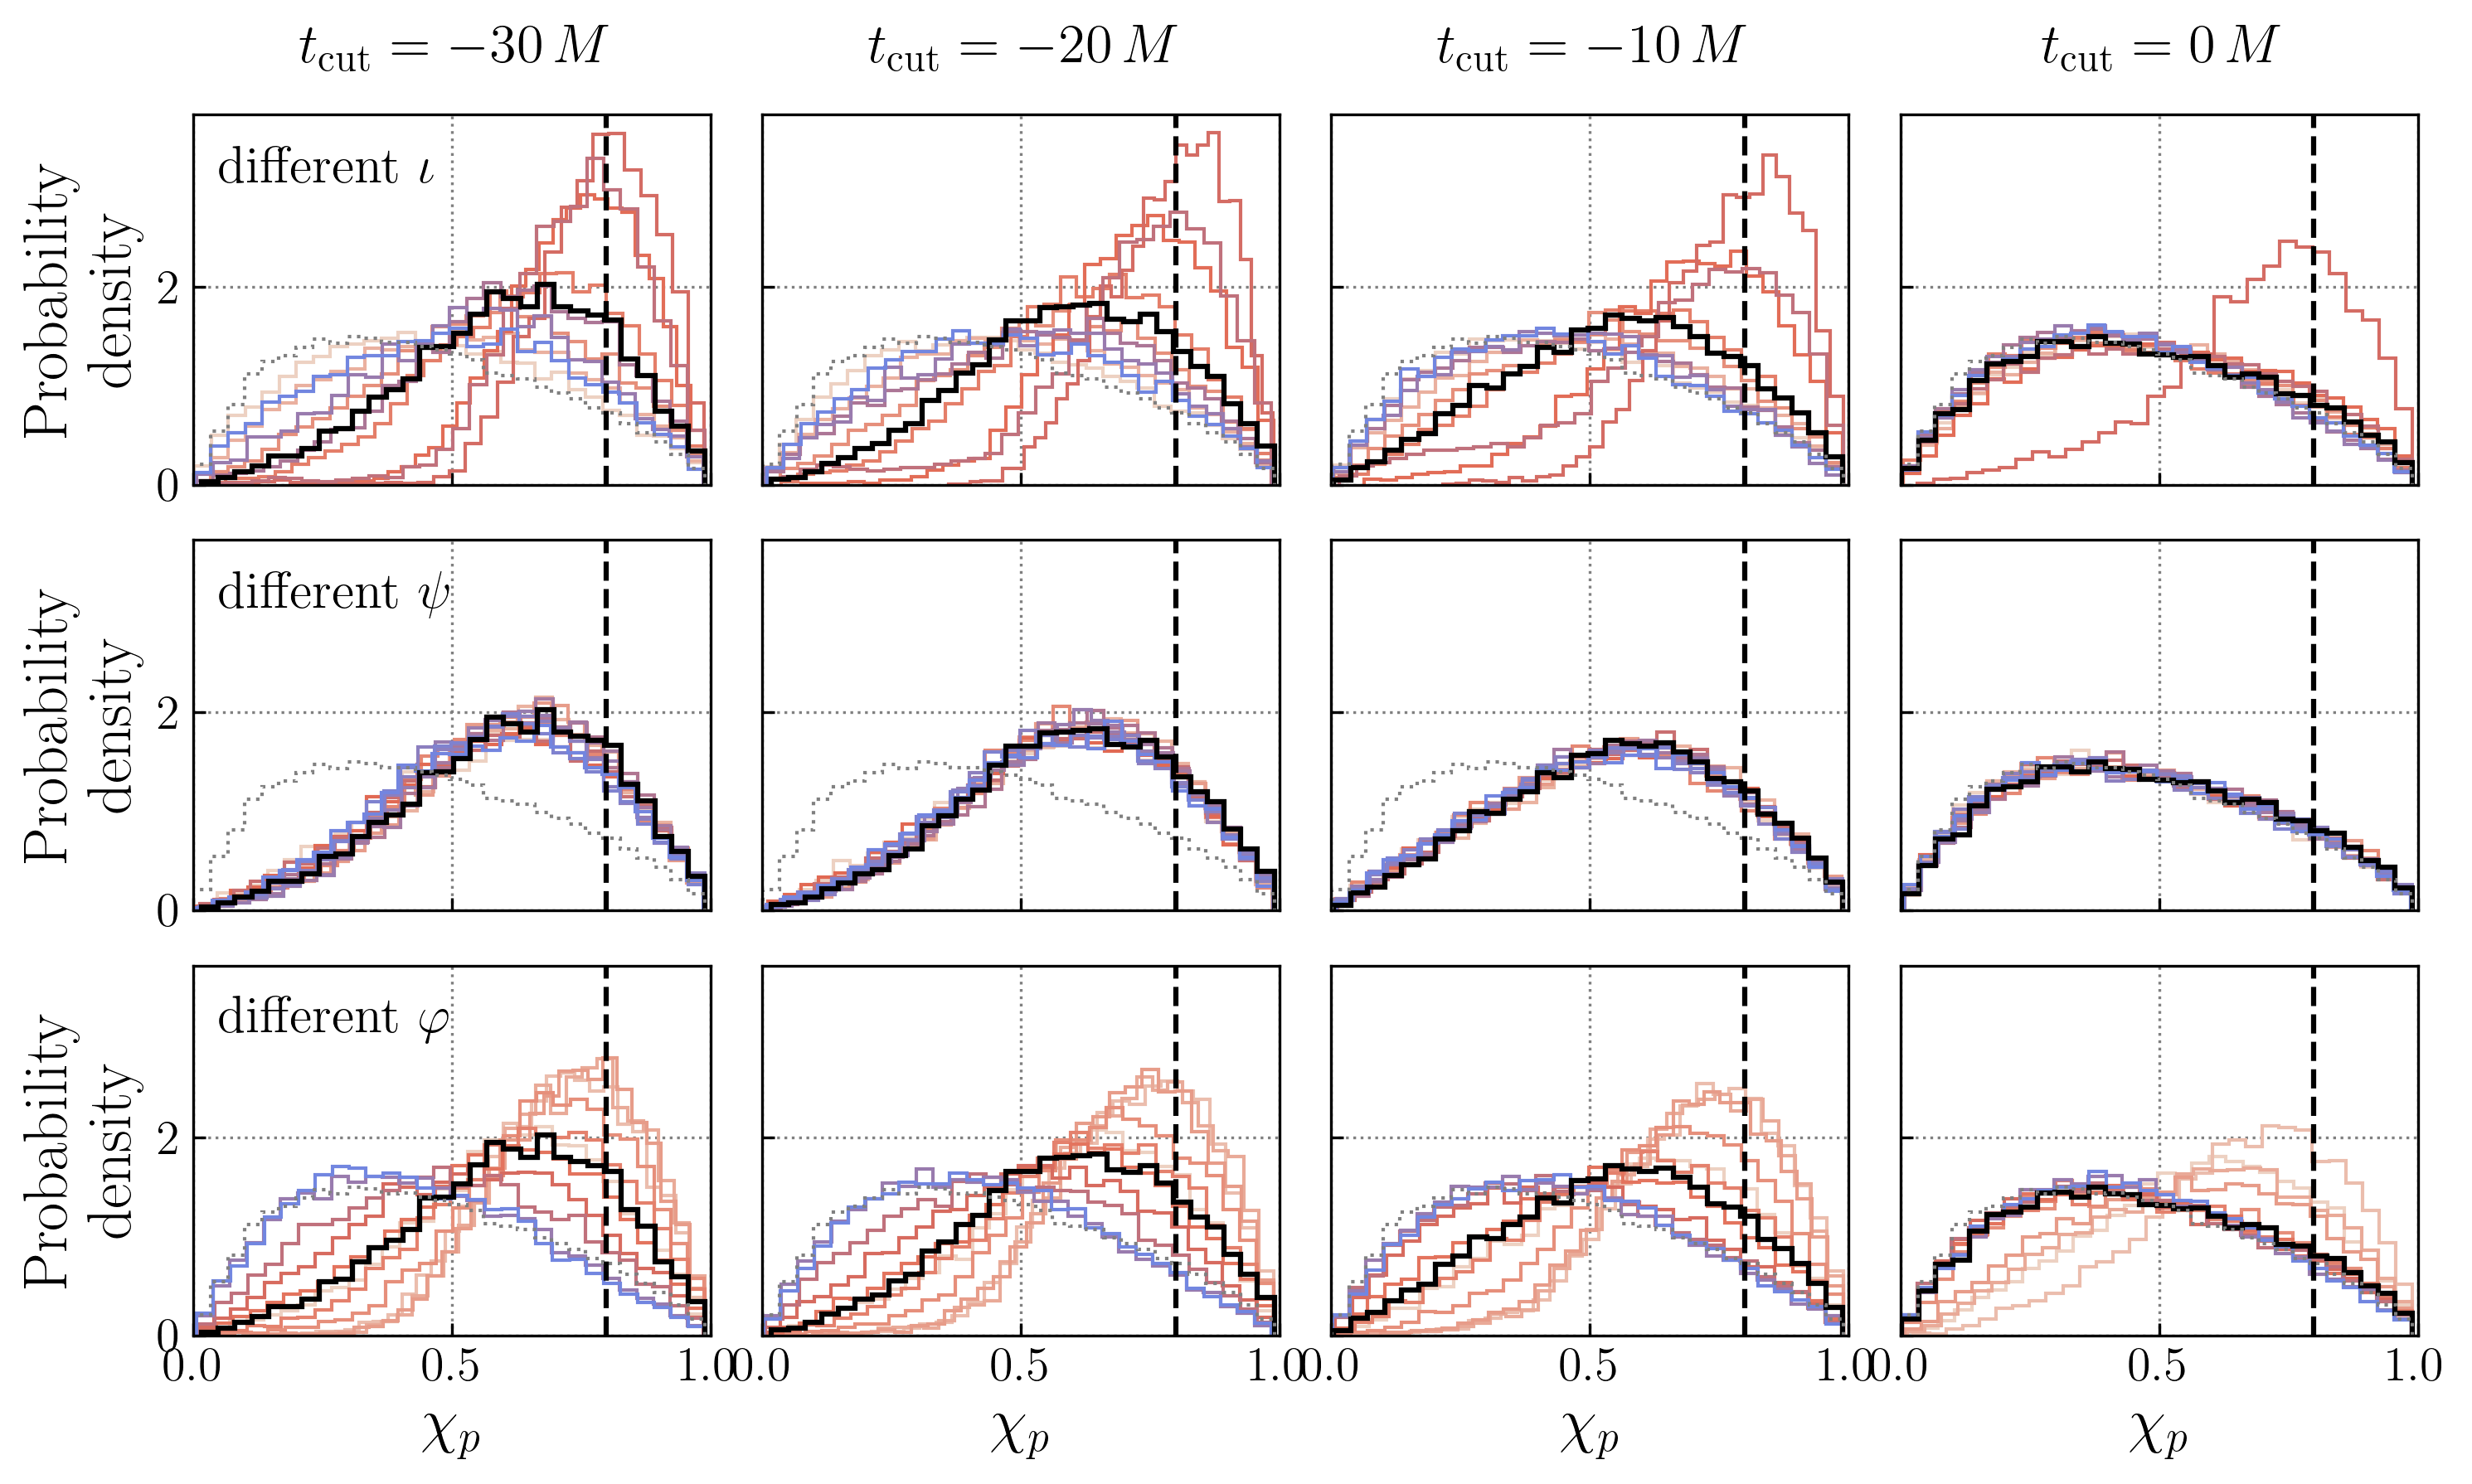 t_cut = −30 M t_cut = −20 M t_cut = −10 M t_cut = 0 M
different ι
Probability
density
2
0
different ψ
Probability
density
2
0
different φ
Probability
density
2
0
0.0 0.5 1.0 0.0 0.5 1.0 0.0 0.5 1.0 0.0 0.5 1.0
χ_p χ_p χ_p χ_p